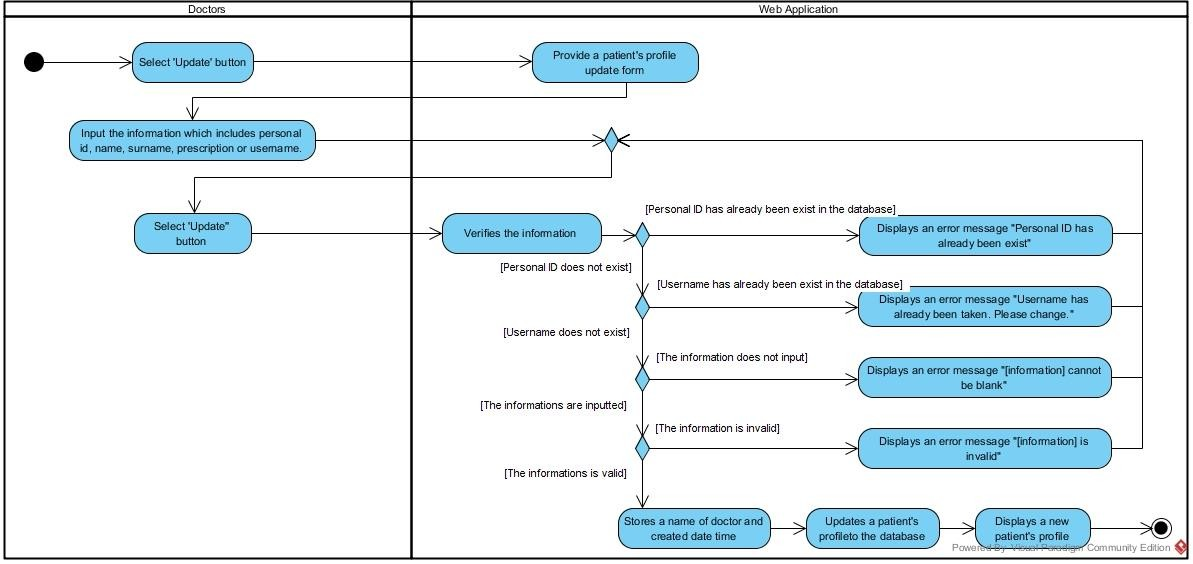 Doctors
Web Application
Select 'Update' button
Provide a patient's profile
update form
Input the information which includes personal
id, name, surname, prescription or username.
Select 'Update"
button
Verifies the information
[Personal ID has already been exist in the database]
Displays an error message "Personal ID has
already been exist"
[Personal ID does not exist]
[Username has already been exist in the database]
Displays an error message "Username has
already been taken. Please change."
[Username does not exist]
[The information does not input]
Displays an error message "[information] cannot
be blank"
[The informations are inputted]
[The information is invalid]
Displays an error message "[information] is
invalid"
[The informations is valid]
Stores a name of doctor and
created date time
Updates a patient's
profileto the database
Displays a new
patient's profile
Powered By Visual Paradigm Community Edition